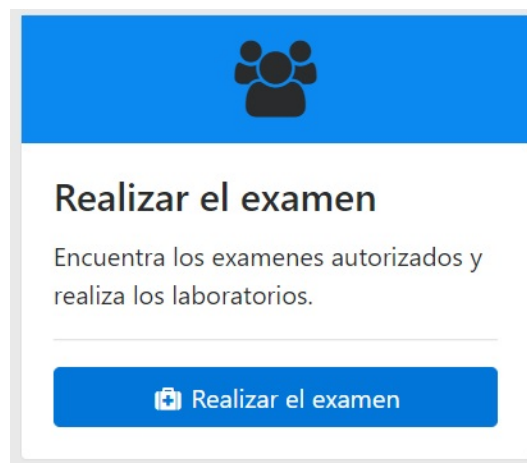 Realizar el examen
Encuentra los examenes autorizados y
realiza los laboratorios.
Realizar el examen